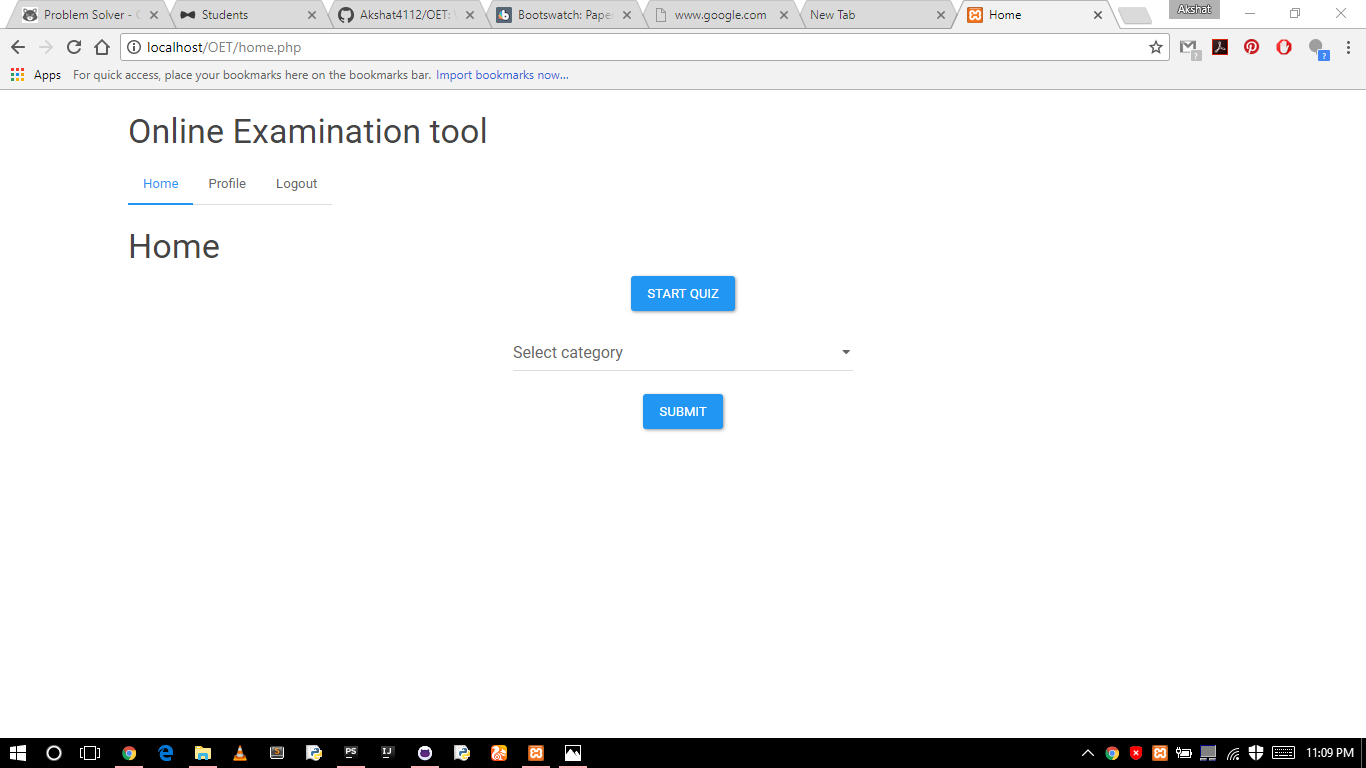 Problem Solver - C
Students
Akshat4112/OET:
Bootswatch: Pape
www.google.com
New Tab
Home
Akshat
localhost/OET/home.php
Apps
For quick access, place your bookmarks here on the bookmarks bar. Import bookmarks now...
Online Examination tool
Home Profile Logout
Home
START QUIZ
Select category
SUBMIT
PS
IJ
11:09 PM